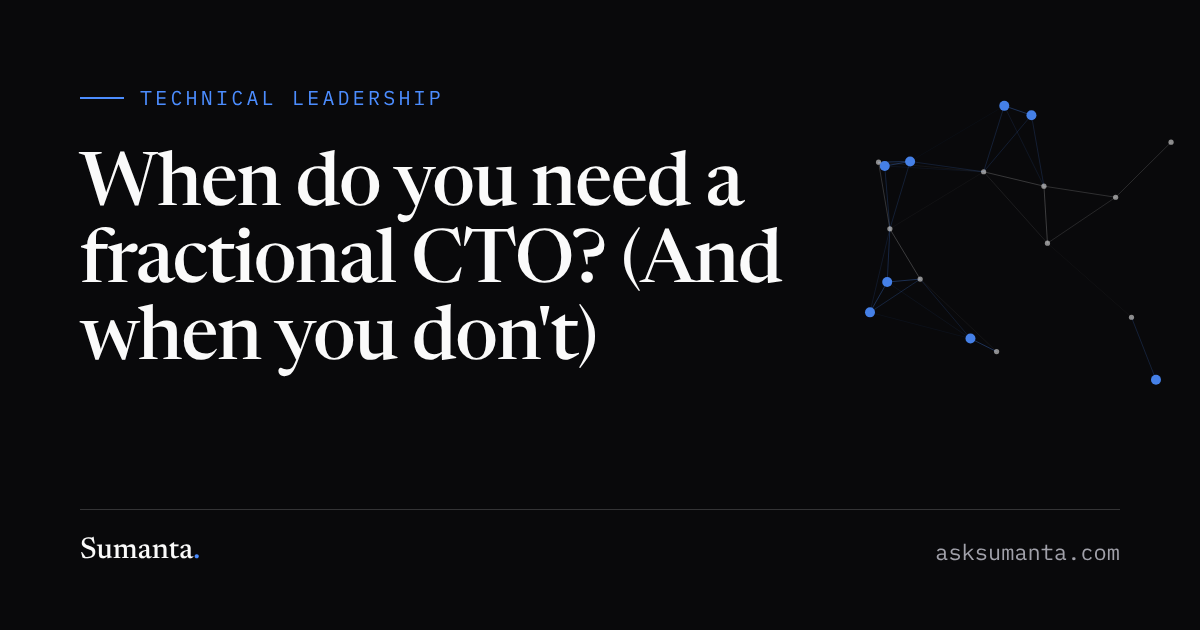 TECHNICAL LEADERSHIP
When do you need a
fractional CTO? (And
when you don't)
Sumanta.
asksumanta.com